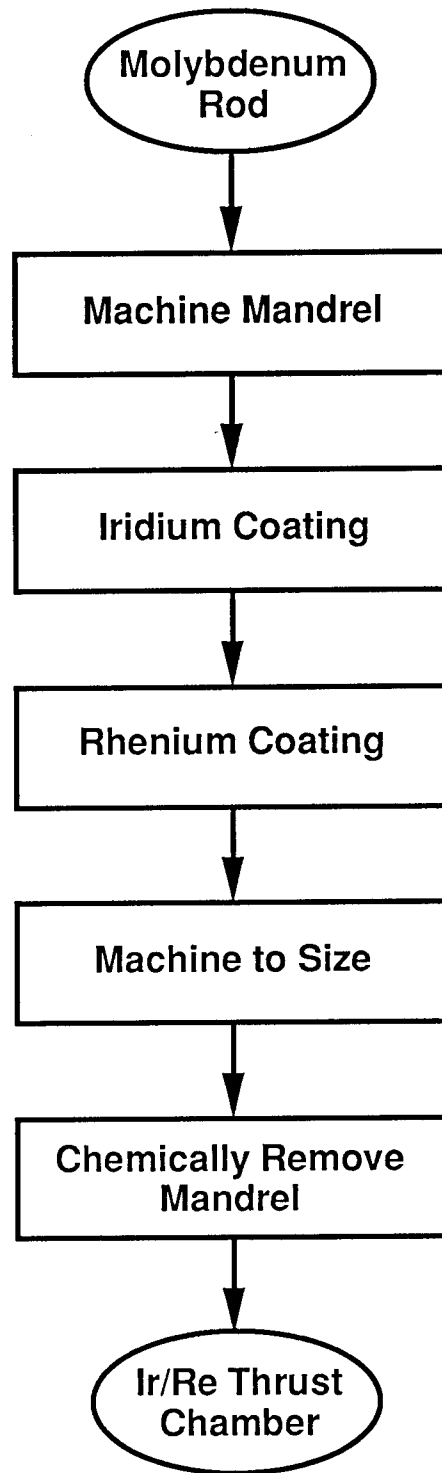 Molybdenum
Rod
Machine Mandrel
Iridium Coating
Rhenium Coating
Machine to Size
Chemically Remove
Mandrel
Ir/Re Thrust
Chamber